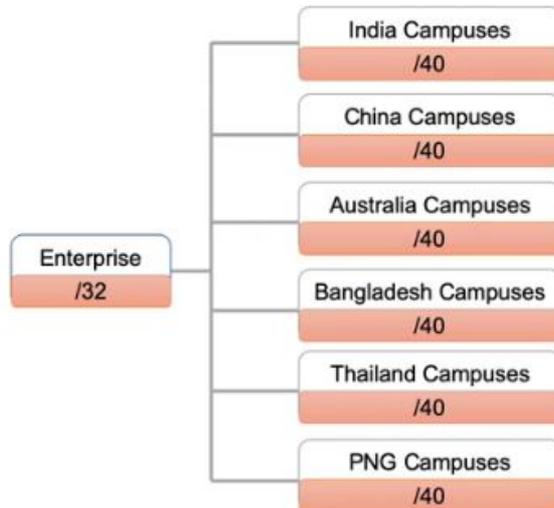 India Campuses
/40
China Campuses
/40
Australia Campuses
/40
Enterprise
/32
Bangladesh Campuses
/40
Thailand Campuses
/40
PNG Campuses
/40